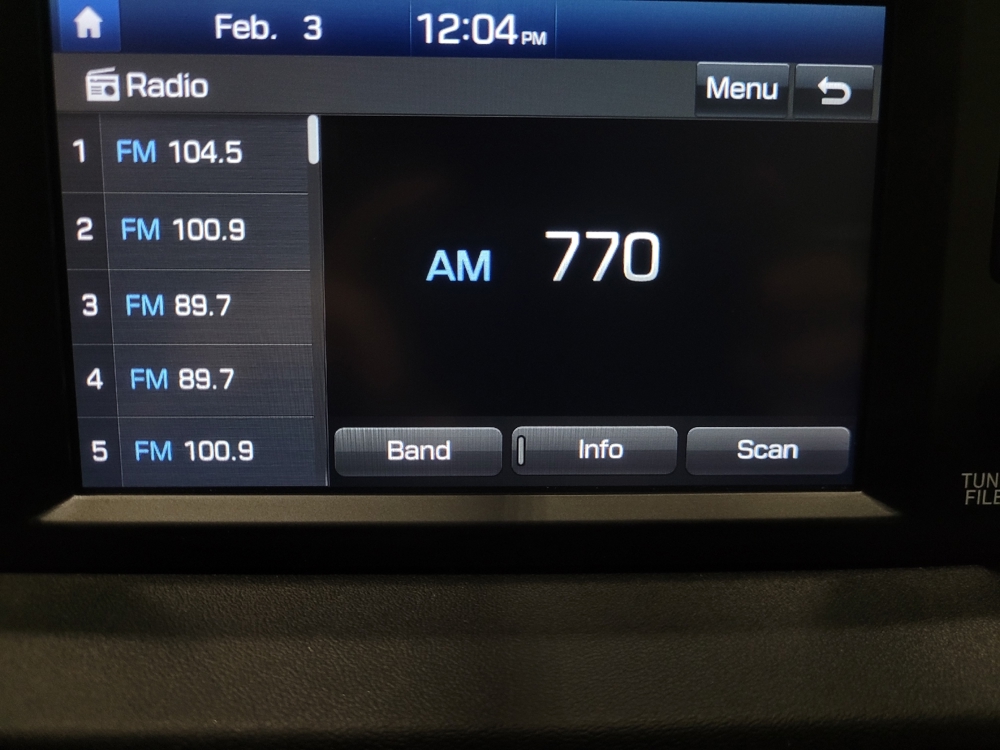 Feb. 3 12:04 PM
Radio Menu
1 FM 104.5
2 FM 100.9
AM 770
3 FM 89.7
4 FM 89.7
5 FM 100.9
Band Info Scan
TUN
FILE